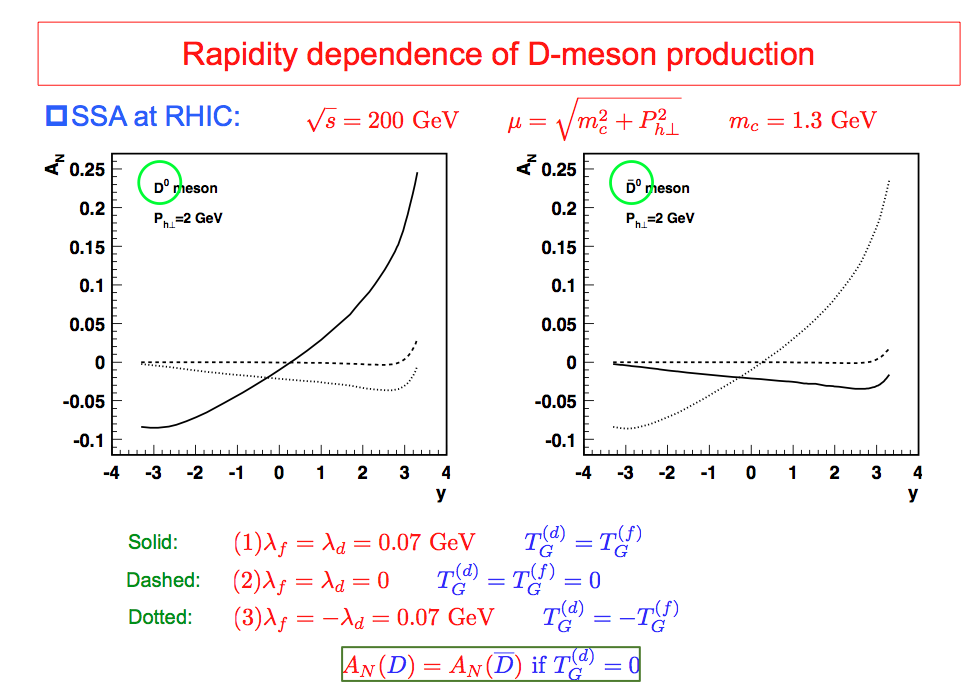 Rapidity dependence of D-meson production
SSA at RHIC: √s = 200 GeV μ = √(m_c² + P_{h⊥}²) m_c = 1.3 GeV
A_N
0.25
0.2
0.15
0.1
0.05
0
-0.05
-0.1
D⁰ meson
P_{h⊥}=2 GeV
-4 -3 -2 -1 0 1 2 3 4
y
A_N
0.25
0.2
0.15
0.1
0.05
0
-0.05
-0.1
D̄⁰ meson
P_{h⊥}=2 GeV
-4 -3 -2 -1 0 1 2 3 4
y
Solid: (1)λ_f = λ_d = 0.07 GeV T_G^{(d)} = T_G^{(f)}
Dashed: (2)λ_f = λ_d = 0 T_G^{(d)} = T_G^{(f)} = 0
Dotted: (3)λ_f = −λ_d = 0.07 GeV T_G^{(d)} = −T_G^{(f)}
A_N(D) = A_N(D̄) if T_G^{(d)} = 0